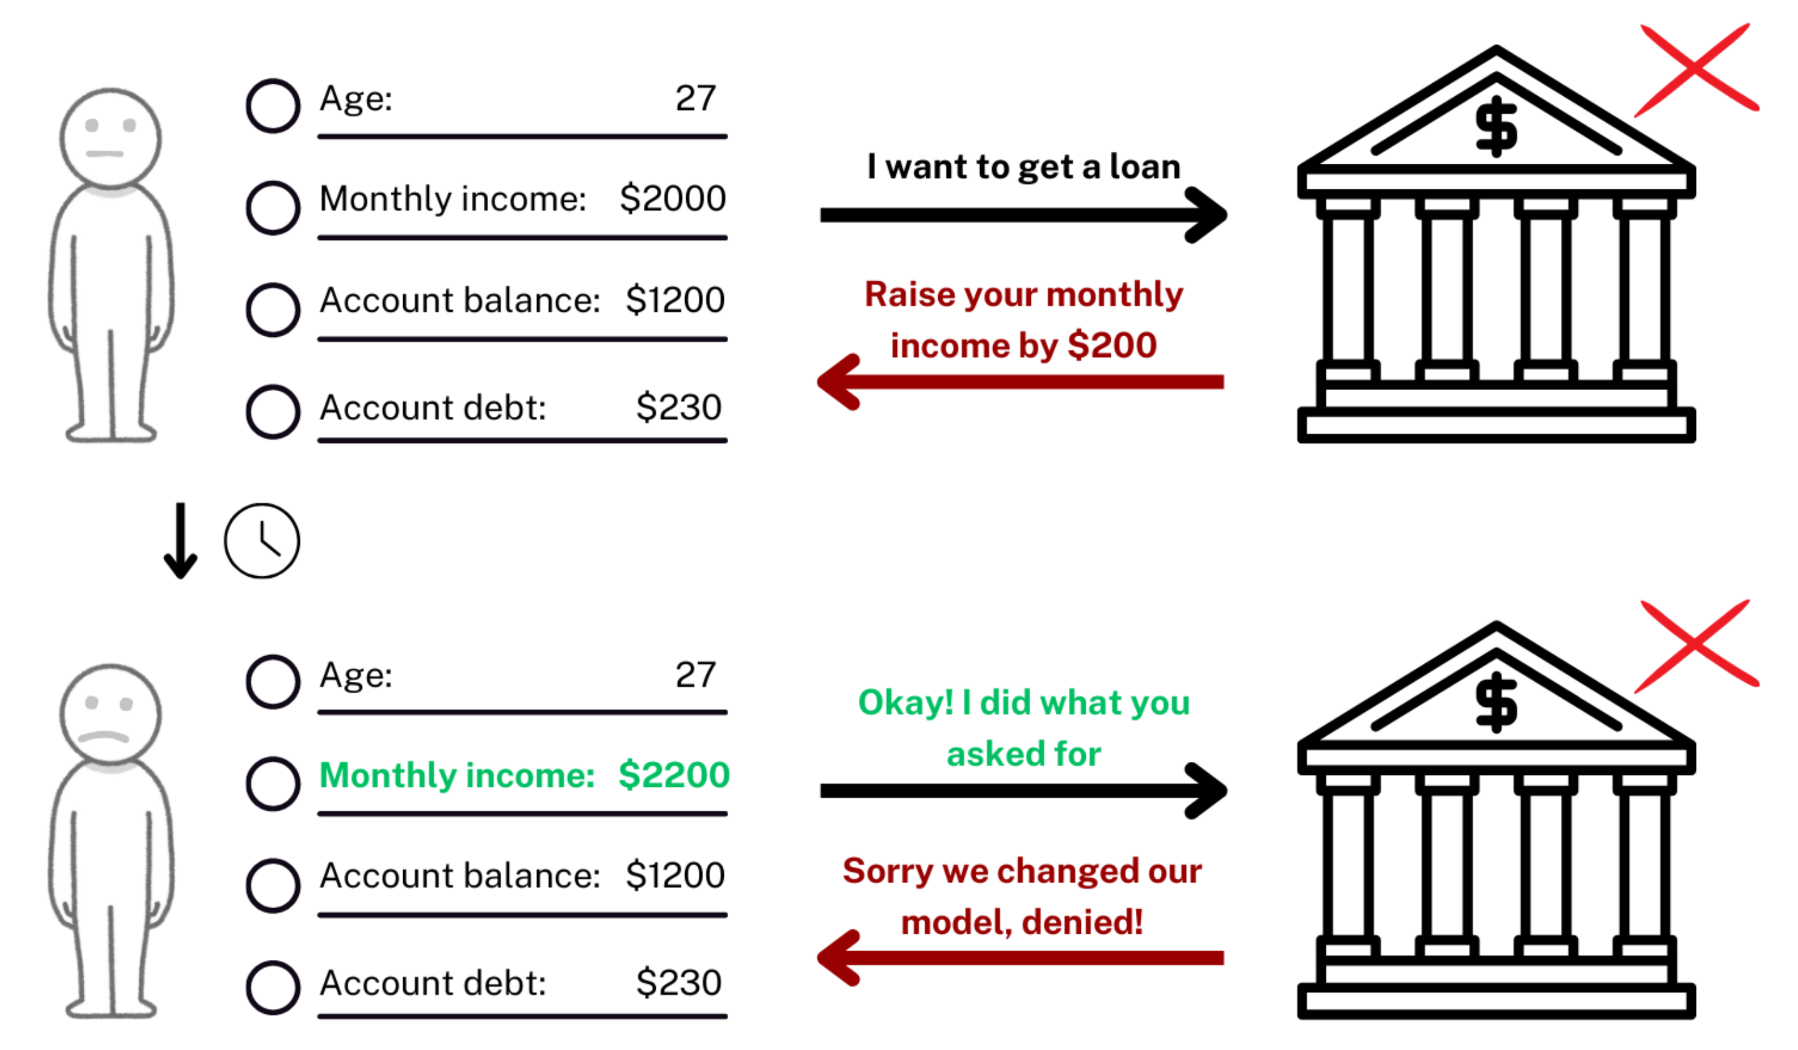 Age: 27
Monthly income: $2000
Account balance: $1200
Account debt: $230
I want to get a loan
Raise your monthly
income by $200
$
Age: 27
Monthly income: $2200
Account balance: $1200
Account debt: $230
Okay! I did what you
asked for
Sorry we changed our
model, denied!
$